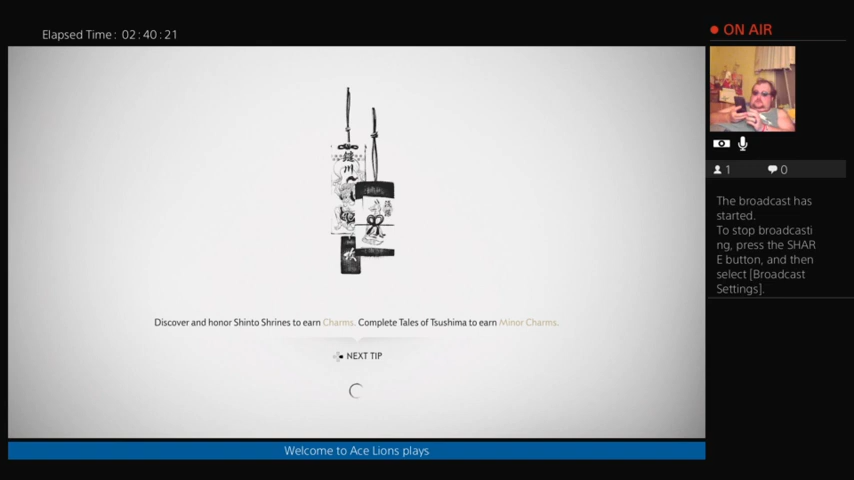 Elapsed Time: 02:40:21
ON AIR
1
0
The broadcast has
started.
To stop broadcasti
ng, press the SHAR
E button, and then
select [Broadcast
Settings].
Discover and honor Shinto Shrines to earn Charms. Complete Tales of Tsushima to earn Minor Charms.
NEXT TIP
Welcome to Ace Lions plays